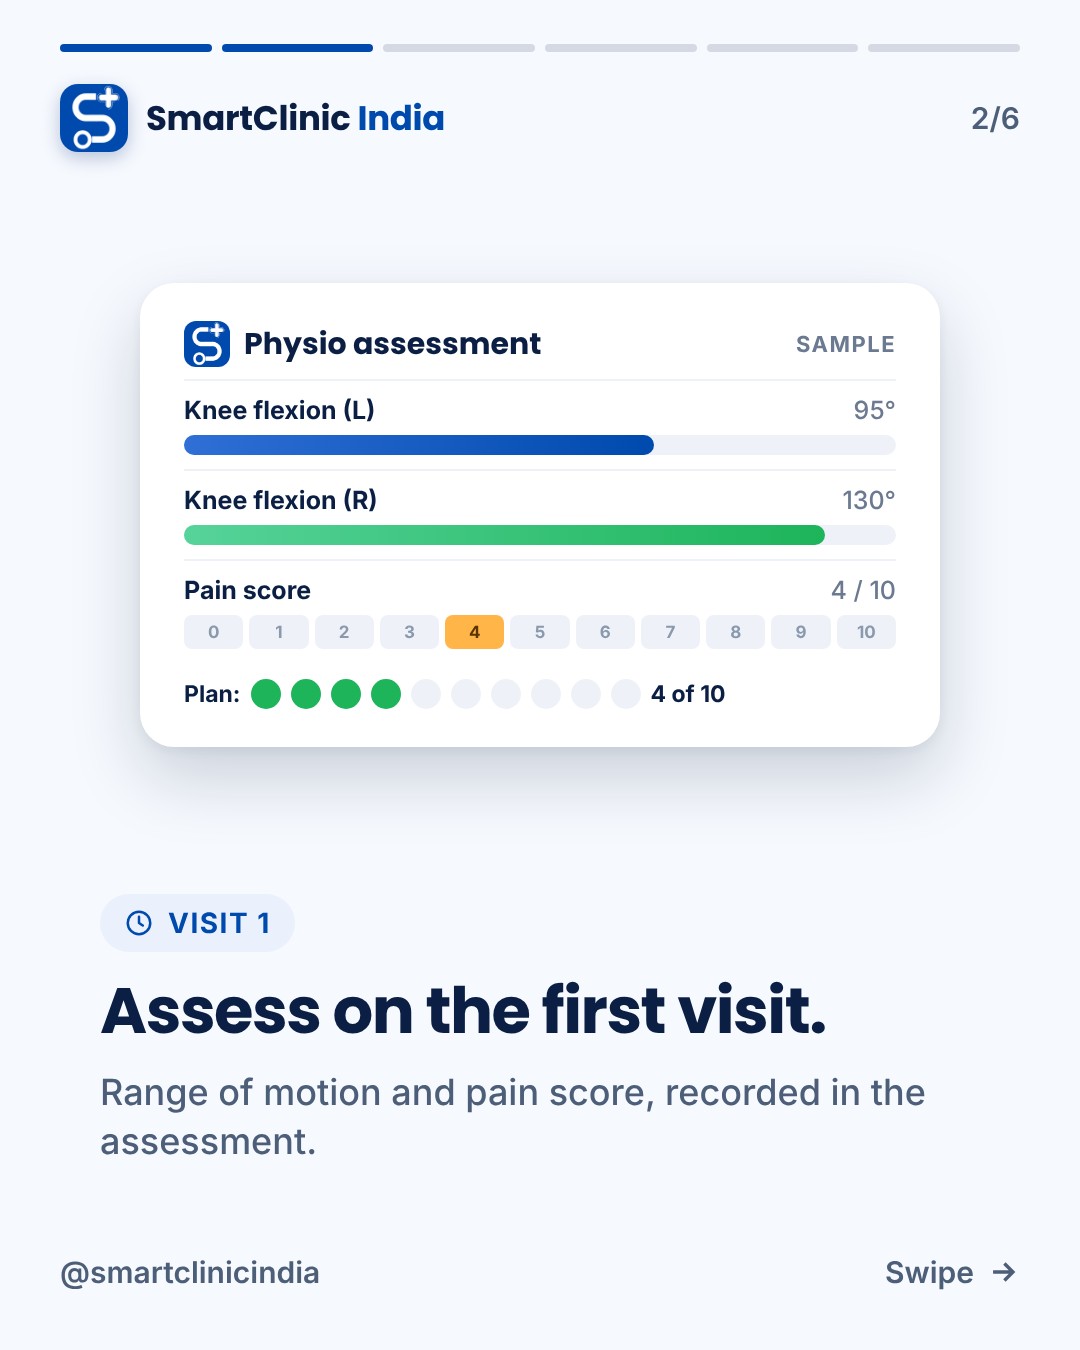 SmartClinic India
2/6
Physio assessment
SAMPLE
Knee flexion (L)
95°
Knee flexion (R)
130°
Pain score
4 / 10
0 1 2 3 4 5 6 7 8 9 10
Plan:
4 of 10
VISIT 1
Assess on the first visit.
Range of motion and pain score, recorded in the
assessment.
@smartclinicindia
Swipe →